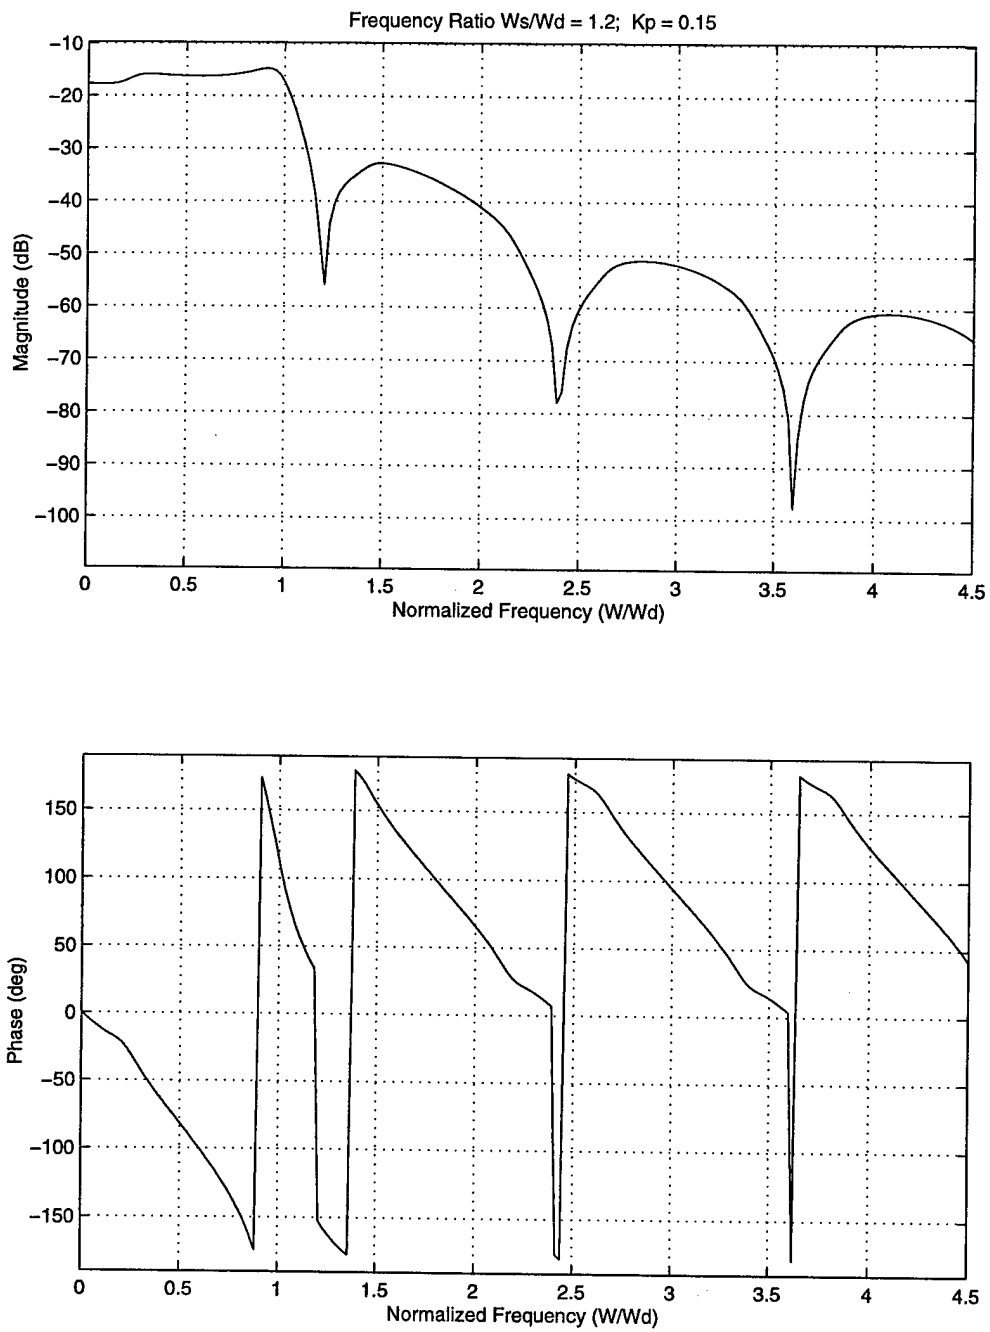 Frequency Ratio Ws/Wd = 1.2; Kp = 0.15
Magnitude (dB)
−10
−20
−30
−40
−50
−60
−70
−80
−90
−100
0 0.5 1 1.5 2 2.5 3 3.5 4 4.5
Normalized Frequency (W/Wd)
Phase (deg)
150
100
50
0
−50
−100
−150
0 0.5 1 1.5 2 2.5 3 3.5 4 4.5
Normalized Frequency (W/Wd)